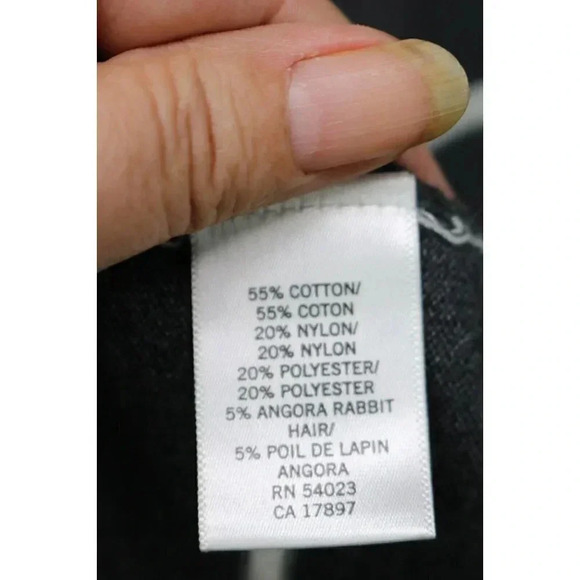 55% COTTON/
55% COTON
20% NYLON/
20% NYLON
20% POLYESTER/
20% POLYESTER
5% ANGORA RABBIT
HAIR/
5% POIL DE LAPIN
ANGORA
RN 54023
CA 17897